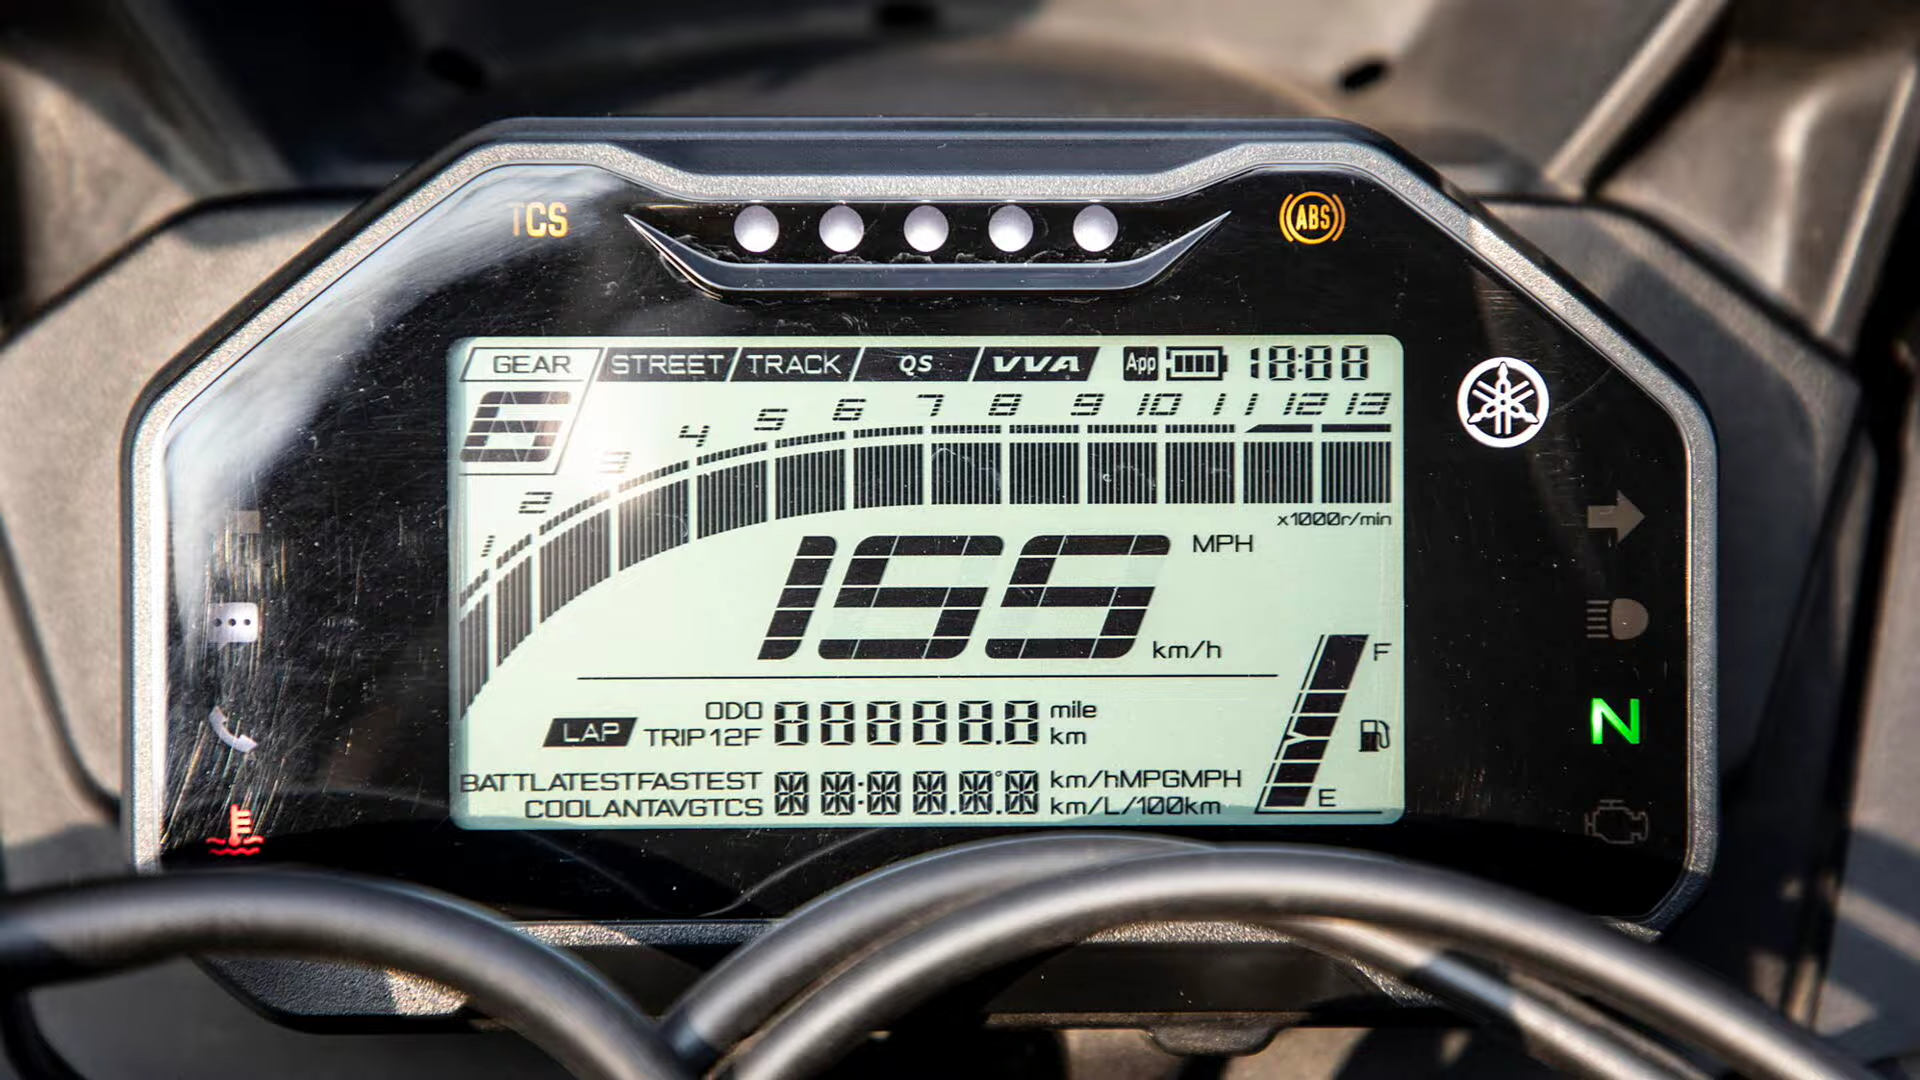 TCS
ABS
GEAR STREET TRACK QS VVA App 18:88
6
1 2 3 4 5 6 7 8 9 10 11 12 13
x1000r/min
155 MPH
km/h
F
ODO 888888.8 mile
LAP TRIP12F km
N
BATTLATESTFASTEST km/hMPGMPH
COOLANTAVGTCS km/L/100km
E